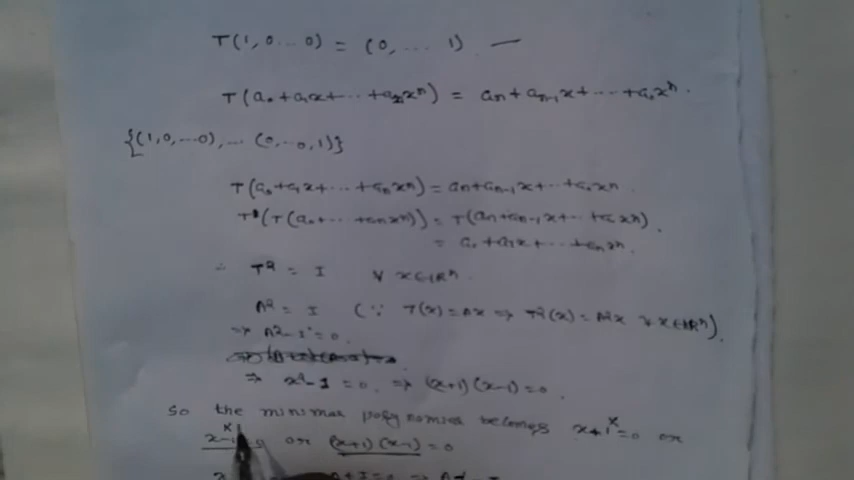 T(1,0...0) = (0,... 1) —
T(a₀+a₁x+...+aₙxⁿ) = aₙ+aₙ₋₁x+...+a₀xⁿ.
{(1,0,...0),... (0,...0,1)}
T(a₀+a₁x+...+aₙxⁿ) = aₙ+aₙ₋₁x+...+a₀xⁿ
T(T(a₀+...+aₙxⁿ)) = T(aₙ+aₙ₋₁x+...+a₀xⁿ).
= a₀+a₁x+...+aₙxⁿ.
∴ T² = I ∀ x∈ℝⁿ
A² = I (∵ T(x)=Ax ⇒ T²(x)=A²x ∀ x∈ℝⁿ).
⇒ A²-I=0.
⇒ x²-1=0. ⇒ (x+1)(x-1)=0.
So the minimal polynomial belongs x+1=0 or
x-1=0 or (x+1)(x-1)=0